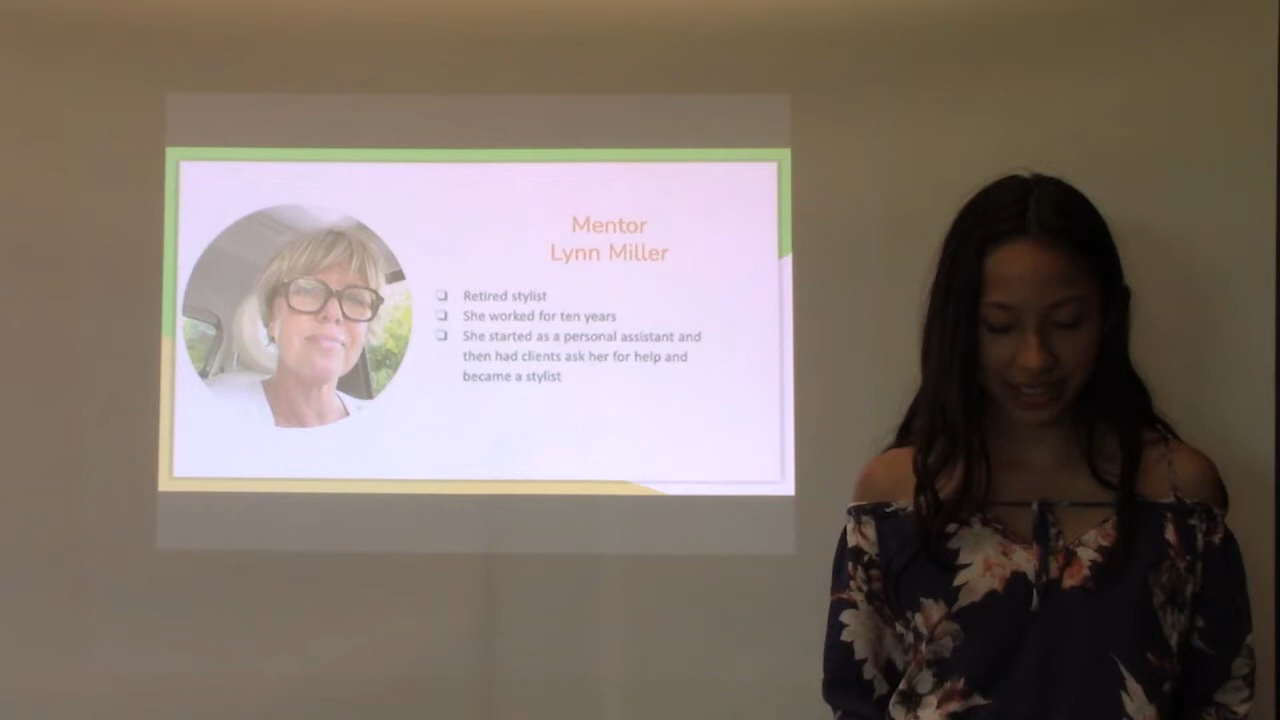 Mentor
Lynn Miller
❑ Retired stylist
❑ She worked for ten years
❑ She started as a personal assistant and
then had clients ask her for help and
became a stylist